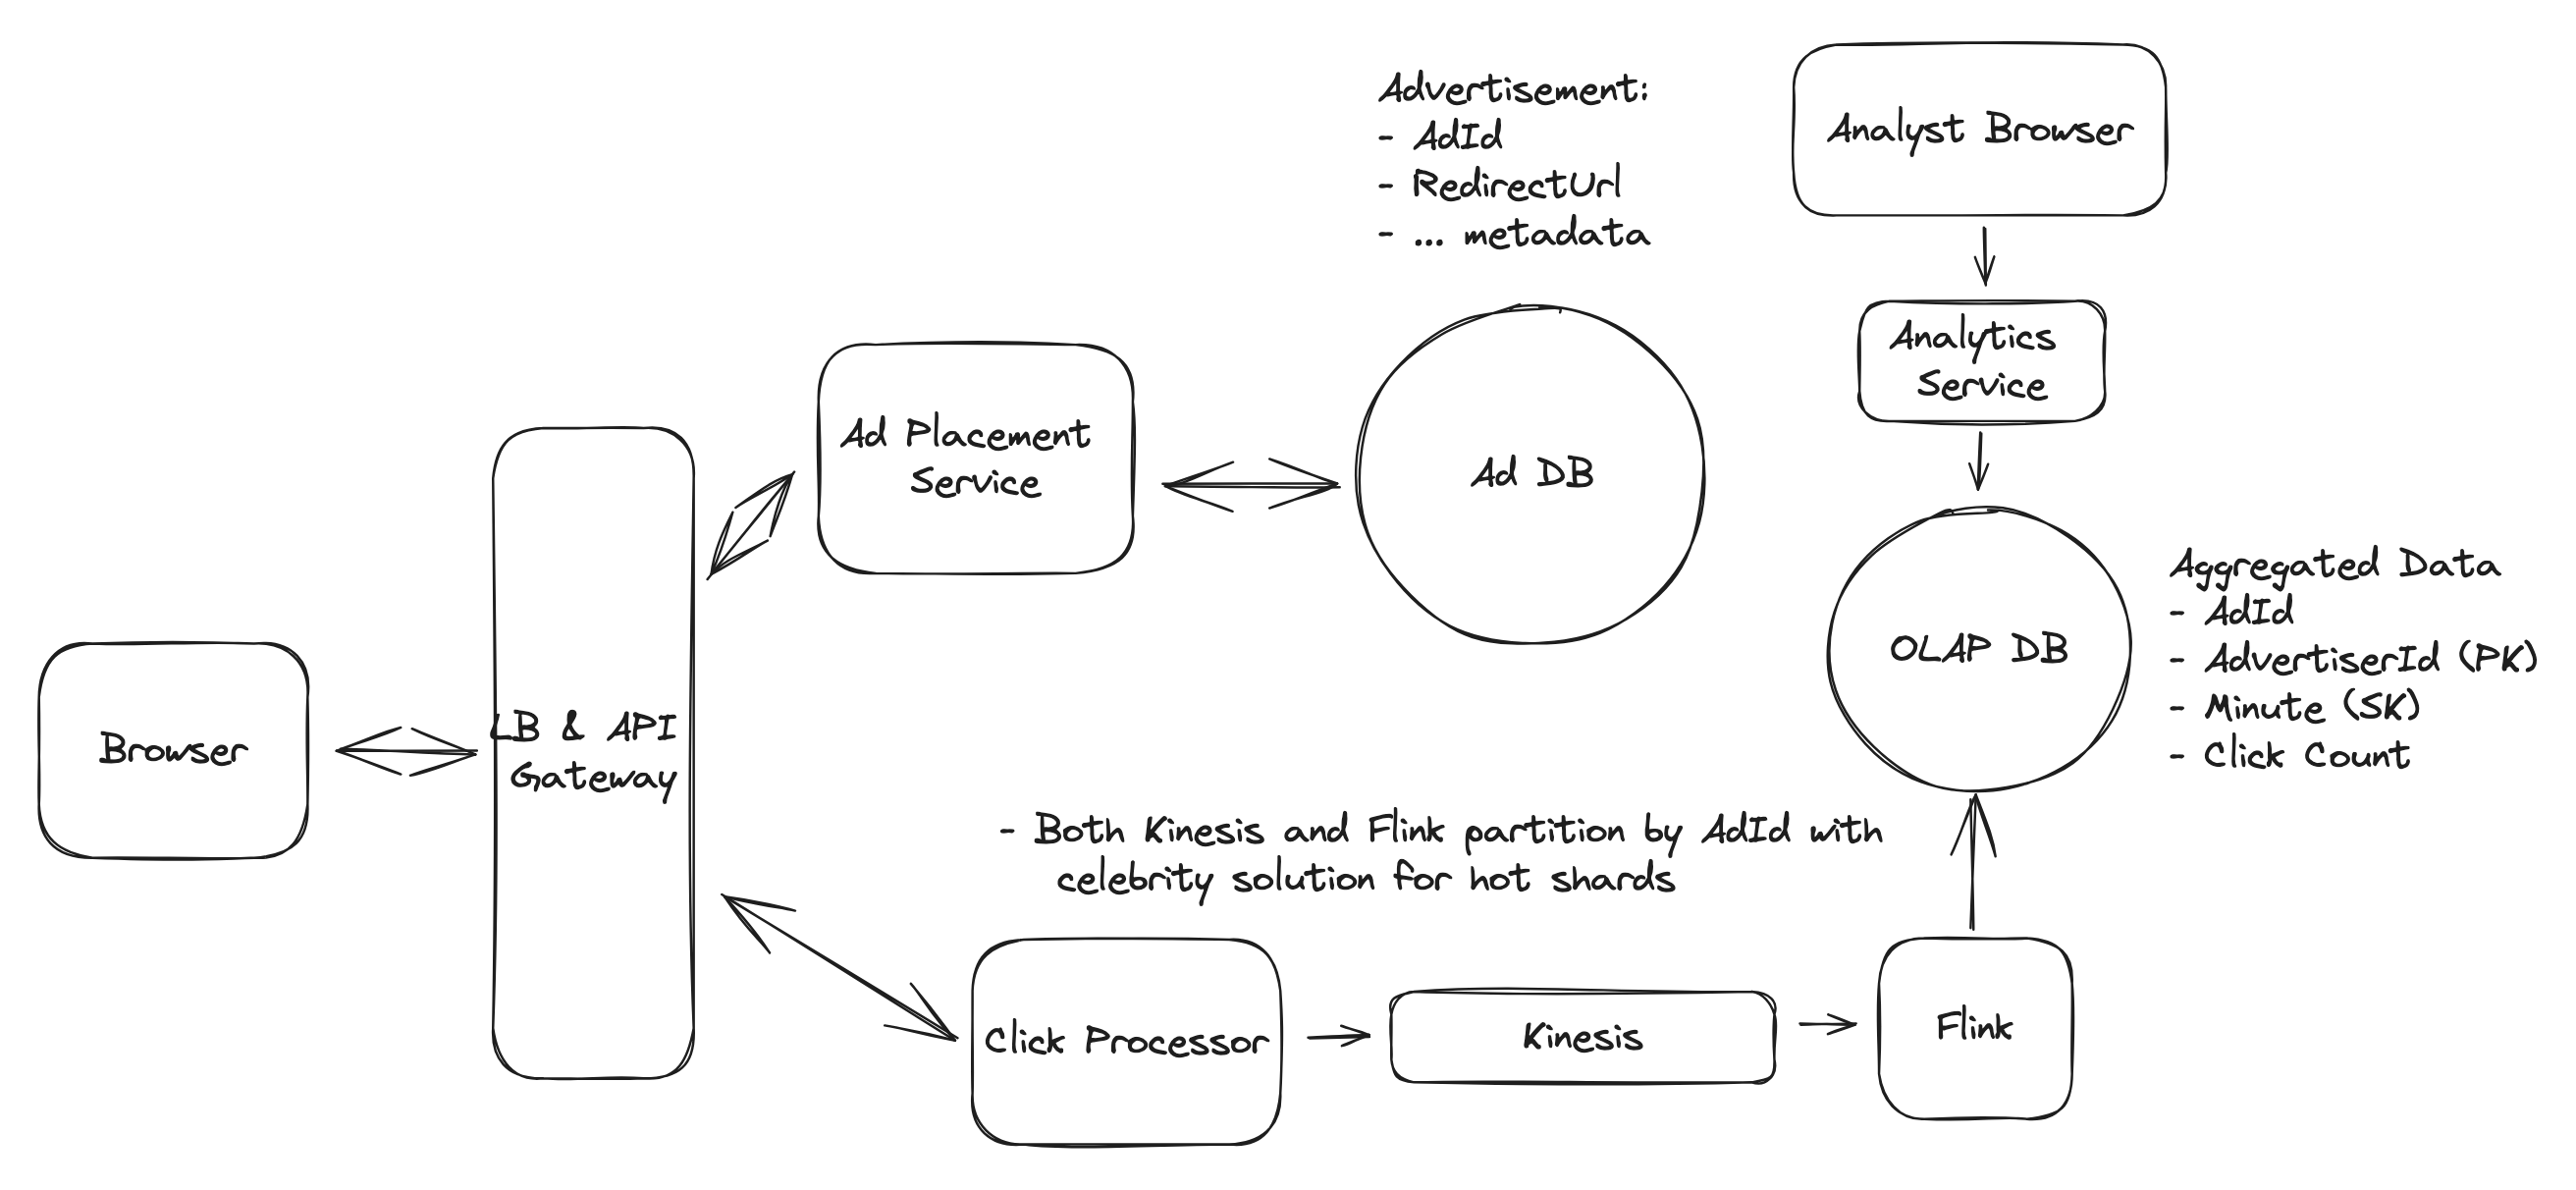 Advertisement:
- AdId
- RedirectUrl
- ... metadata
Analyst Browser
Analytics
Service
Ad Placement
Service
Ad DB
OLAP DB
Aggregated Data
- AdId
- AdvertiserId (PK)
- Minute (SK)
- Click Count
Browser
LB & API
Gateway
- Both Kinesis and Flink partition by AdId with
celebrity solution for hot shards
Click Processor
Kinesis
Flink